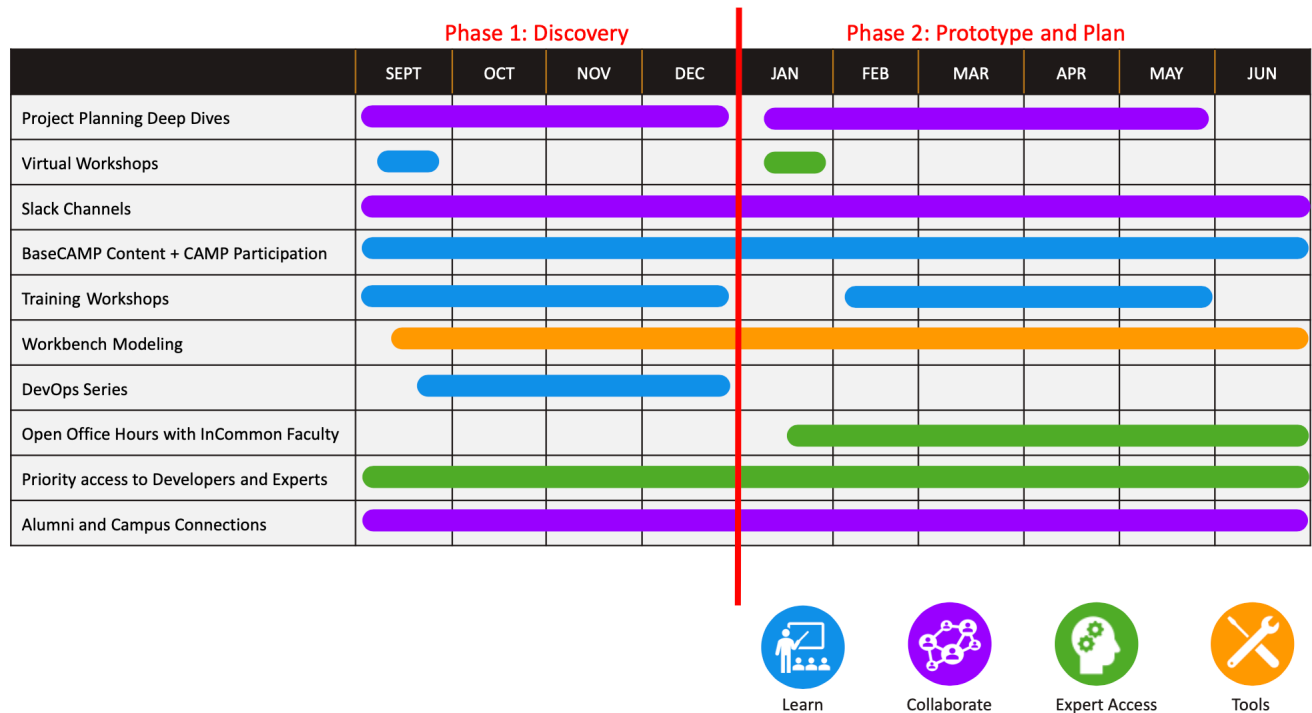 Phase 1: Discovery
Phase 2: Prototype and Plan
SEPT OCT NOV DEC JAN FEB MAR APR MAY JUN
Project Planning Deep Dives
Virtual Workshops
Slack Channels
BaseCAMP Content + CAMP Participation
Training Workshops
Workbench Modeling
DevOps Series
Open Office Hours with InCommon Faculty
Priority access to Developers and Experts
Alumni and Campus Connections
Learn
Collaborate
Expert Access
Tools